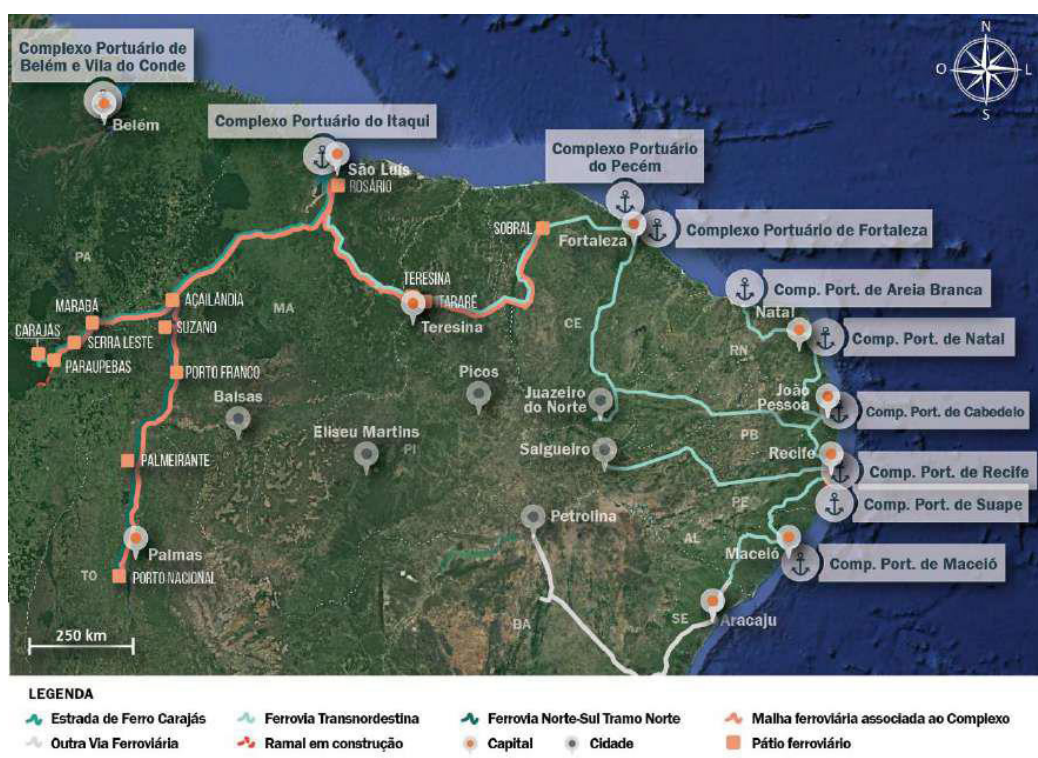 Complexo Portuário de
Belém e Vila do Conde
Belém
Complexo Portuário do Itaqui
São Luís
ROSÁRIO
Complexo Portuário
do Pecém
Fortaleza
Complexo Portuário de Fortaleza
SOBRAL
N
O
L
S
PA
MA
CE
RN
PB
PE
PI
AL
SE
BA
TO
MARABÁ
CARAJÁS
SERRA LESTE
PARAUPEBAS
AÇAILÂNDIA
SUZANO
PORTO FRANCO
TERESINA
TARARÉ
Teresina
Comp. Port. de Areia Branca
Natal
Comp. Port. de Natal
Balsas
Picos
Eliseu Martins
Juazeiro
do Norte
João
Pessoa
Comp. Port. de Cabedelo
Salgueiro
Recife
Comp. Port. de Recife
Comp. Port. de Suape
PALMEIRANTE
Palmas
PORTO NACIONAL
Petrolina
Maceió
Comp. Port. de Maceió
Aracaju
250 km
LEGENDA
Estrada de Ferro Carajás
Ferrovia Transnordestina
Ferrovia Norte-Sul Tramo Norte
Malha ferroviária associada ao Complexo
Outra Via Ferroviária
Ramal em construção
Capital
Cidade
Pátio ferroviário